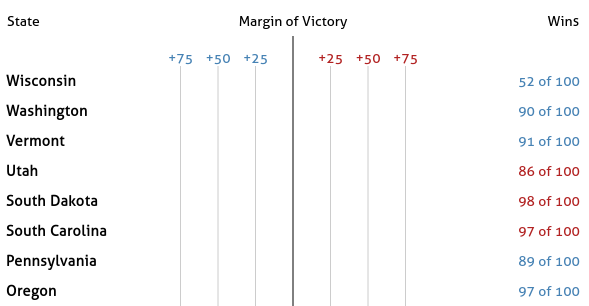 State Margin of Victory Wins
+75 +50 +25 +25 +50 +75
Wisconsin 52 of 100
Washington 90 of 100
Vermont 91 of 100
Utah 86 of 100
South Dakota 98 of 100
South Carolina 97 of 100
Pennsylvania 89 of 100
Oregon 97 of 100